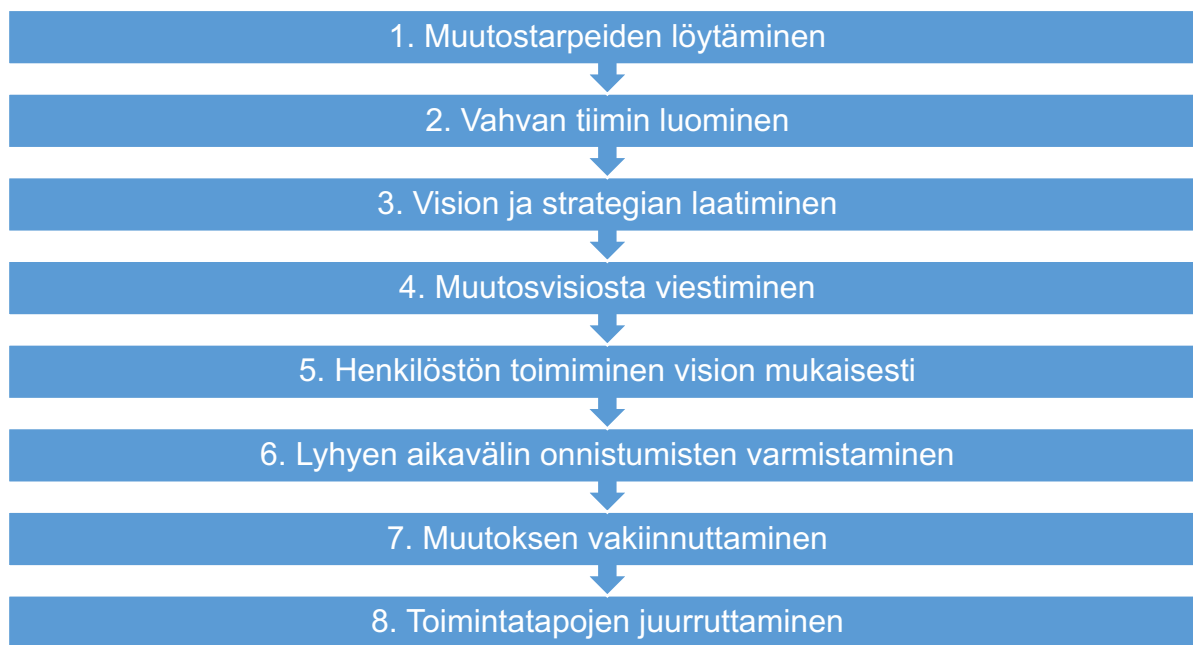 1. Muutostarpeiden löytäminen
2. Vahvan tiimin luominen
3. Vision ja strategian laatiminen
4. Muutosvisiosta viestiminen
5. Henkilöstön toimiminen vision mukaisesti
6. Lyhyen aikavälin onnistumisten varmistaminen
7. Muutoksen vakiinnuttaminen
8. Toimintatapojen juurruttaminen